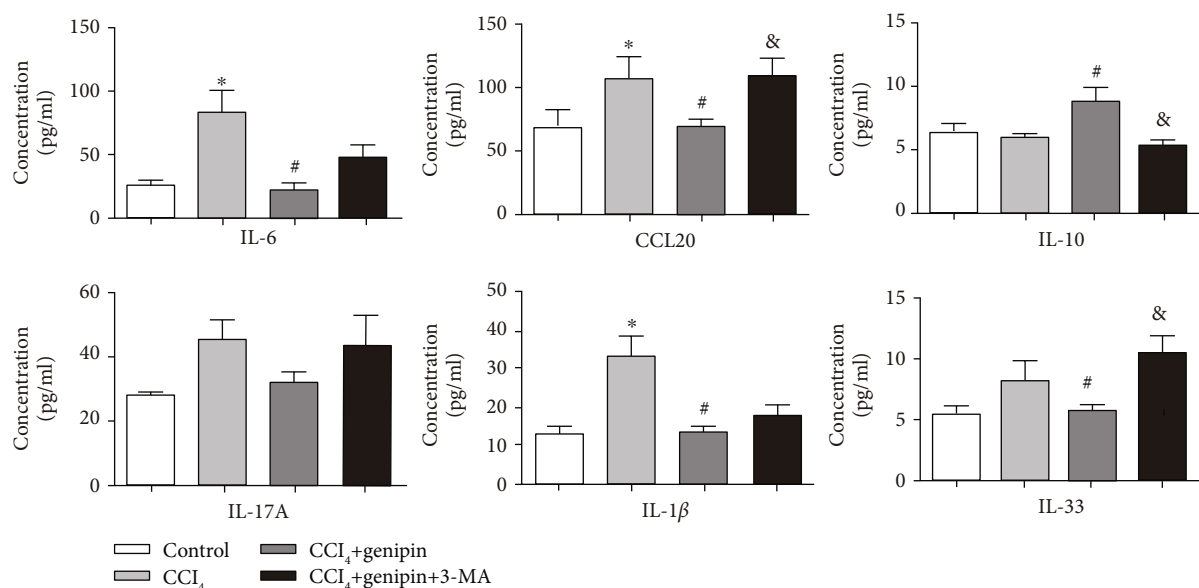 150
100
50
0
Concentration
(pg/ml)
*
#
IL-6
150
100
50
0
Concentration
(pg/ml)
*
#
&
CCL20
15
10
5
0
Concentration
(pg/ml)
#
&
IL-10
60
40
20
0
Concentration
(pg/ml)
IL-17A
50
40
30
20
10
0
Concentration
(pg/ml)
*
#
IL-1β
15
10
5
0
Concentration
(pg/ml)
#
&
IL-33
Control
CCI4
CCI4+genipin
CCI4+genipin+3-MA